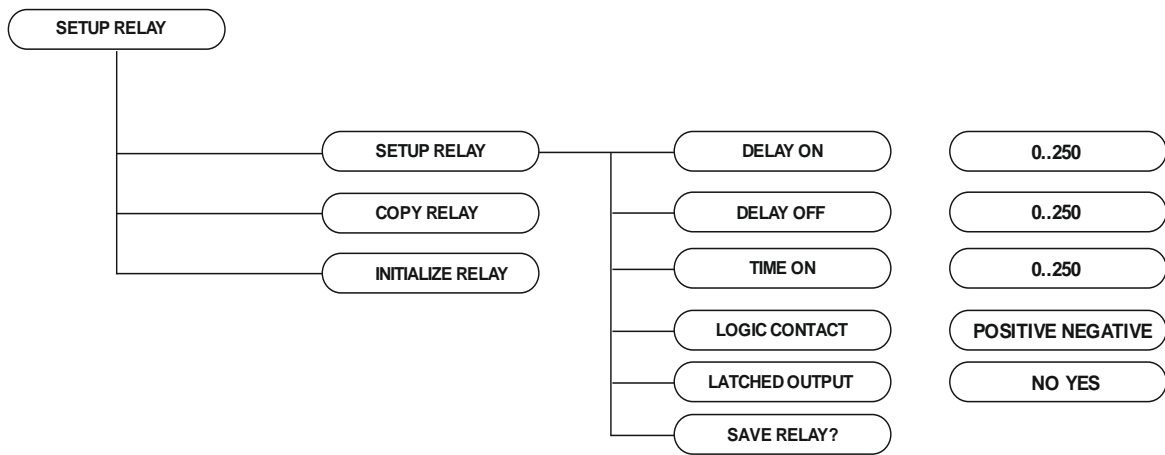 SETUP RELAY
SETUP RELAY
DELAY ON
0..250
COPY RELAY
DELAY OFF
0..250
INITIALIZE RELAY
TIME ON
0..250
LOGIC CONTACT
POSITIVE NEGATIVE
LATCHED OUTPUT
NO YES
SAVE RELAY?